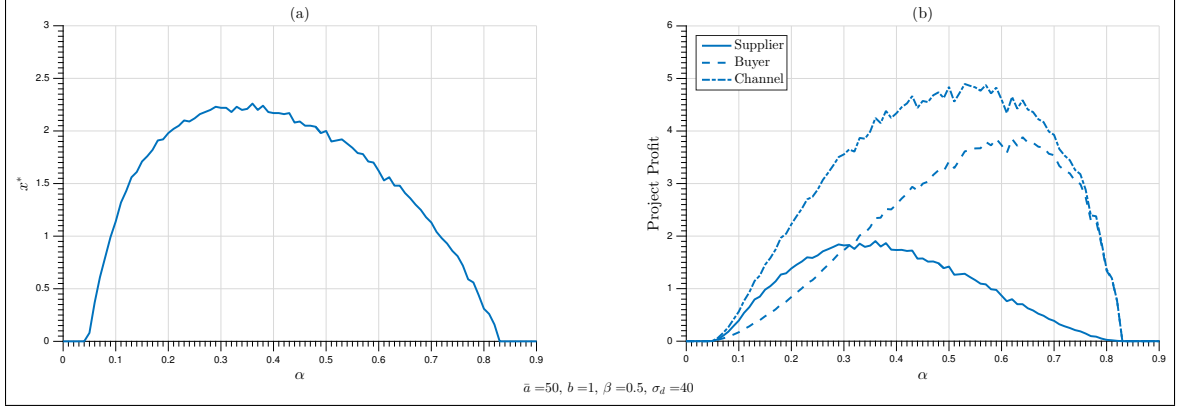 (a)
3
2.5
2
1.5
1
0.5
0
x*
0 0.1 0.2 0.3 0.4 0.5 0.6 0.7 0.8 0.9
α
(b)
6
5
4
3
2
1
0
Project Profit
Supplier
Buyer
Channel
0 0.1 0.2 0.3 0.4 0.5 0.6 0.7 0.8 0.9
α
ā =50, b =1, β =0.5, σ_d =40